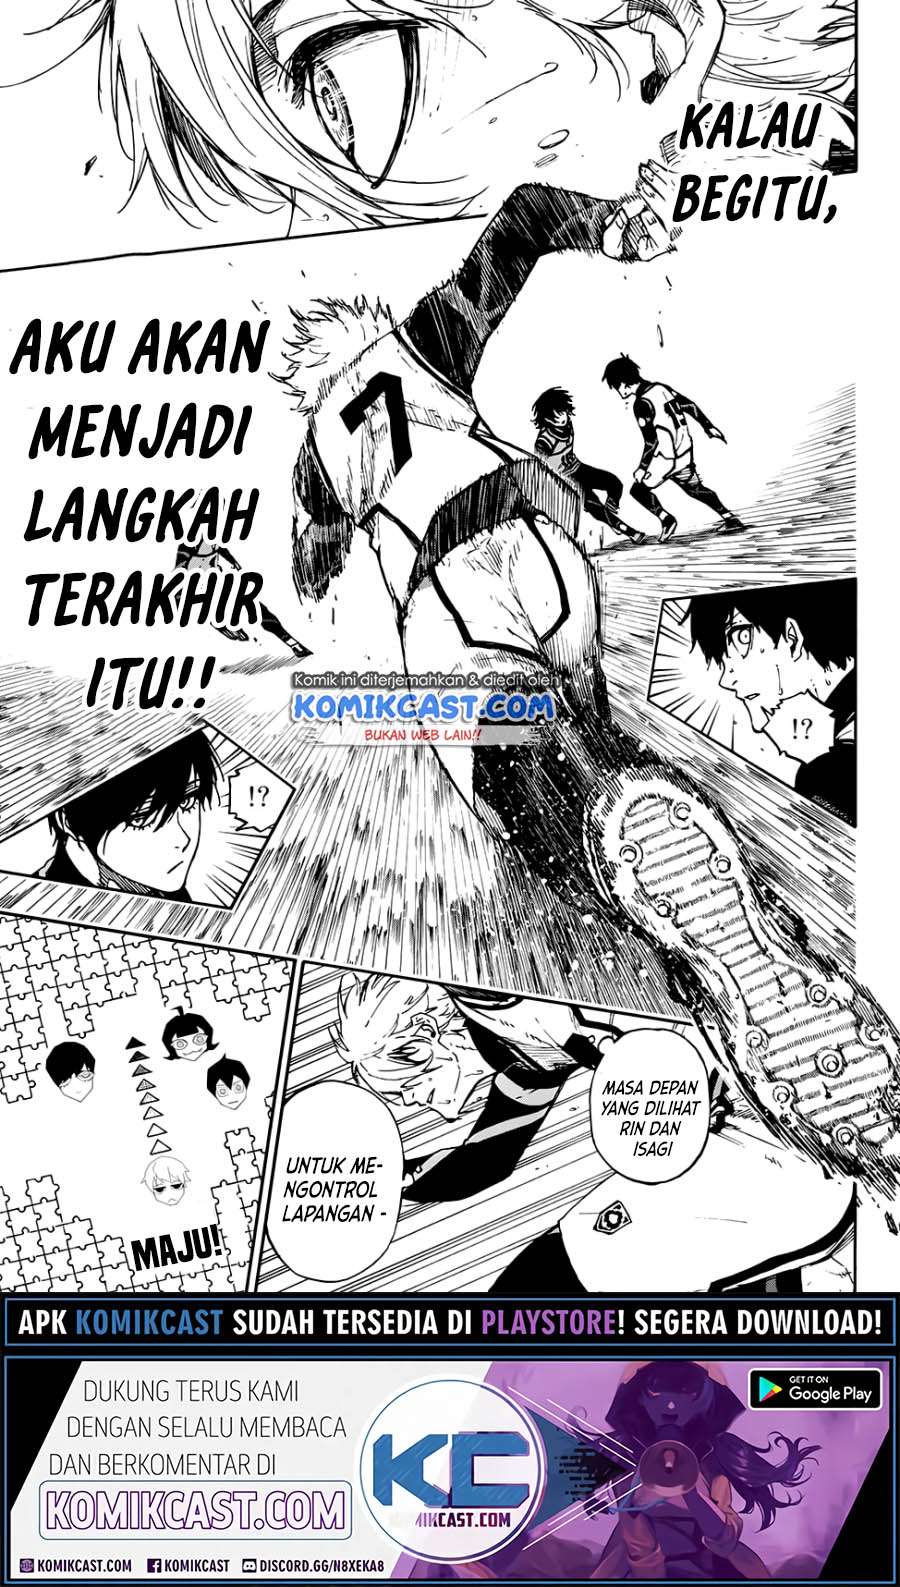 KALAU
BEGITU,
AKU AKAN
MENJADI
LANGKAH
TERAKHIR
ITU!!
7
Komik ini diterjemahkan & diedit oleh
KOMIKCAST.COM
BUKAN WEB LAIN!!
!?
!?
MASA DEPAN
YANG DILIHAT
RIN DAN
ISAGI
UNTUK ME-
NGONTROL
LAPANGAN -
MAJU!
APK KOMIKCAST SUDAH TERSEDIA DI PLAYSTORE! SEGERA DOWNLOAD!
DUKUNG TERUS KAMI
DENGAN SELALU MEMBACA
DAN BERKOMENTAR DI
KOMIKCAST.COM
KOMIKCAST.COM
KOMIKCAST
DISCORD.GG/N8XEKA8
KC
MIKCAST.COM
GET IT ON
Google Play